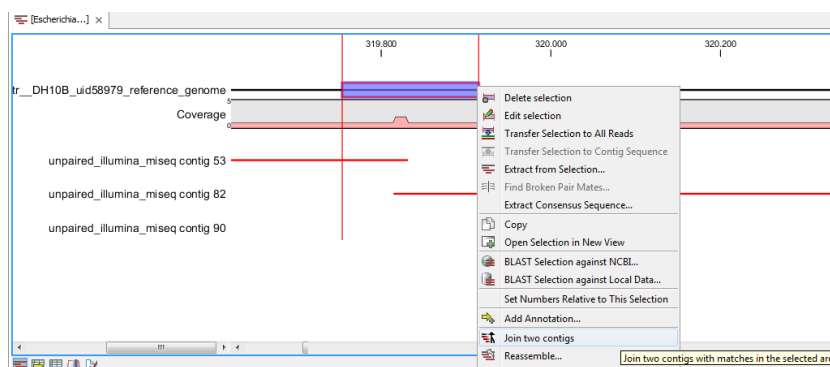 [Escherichia...]
319.800 320.000 320.200
tr__DH10B_uid58979_reference_genome
5
Coverage
0
unpaired_illumina_miseq contig 53
unpaired_illumina_miseq contig 82
unpaired_illumina_miseq contig 90
Delete selection
Edit selection
Transfer Selection to All Reads
Transfer Selection to Contig Sequence
Extract from Selection...
Find Broken Pair Mates...
Extract Consensus Sequence...
Copy
Open Selection in New View
BLAST Selection against NCBI...
BLAST Selection against Local Data...
Set Numbers Relative to This Selection
Add Annotation...
Join two contigs
Reassemble...
Join two contigs with matches in the selected are